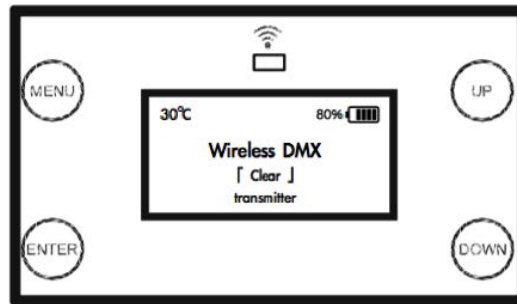 MENU
UP
30℃ 80%
Wireless DMX
「 Clear 」
transmitter
ENTER
DOWN